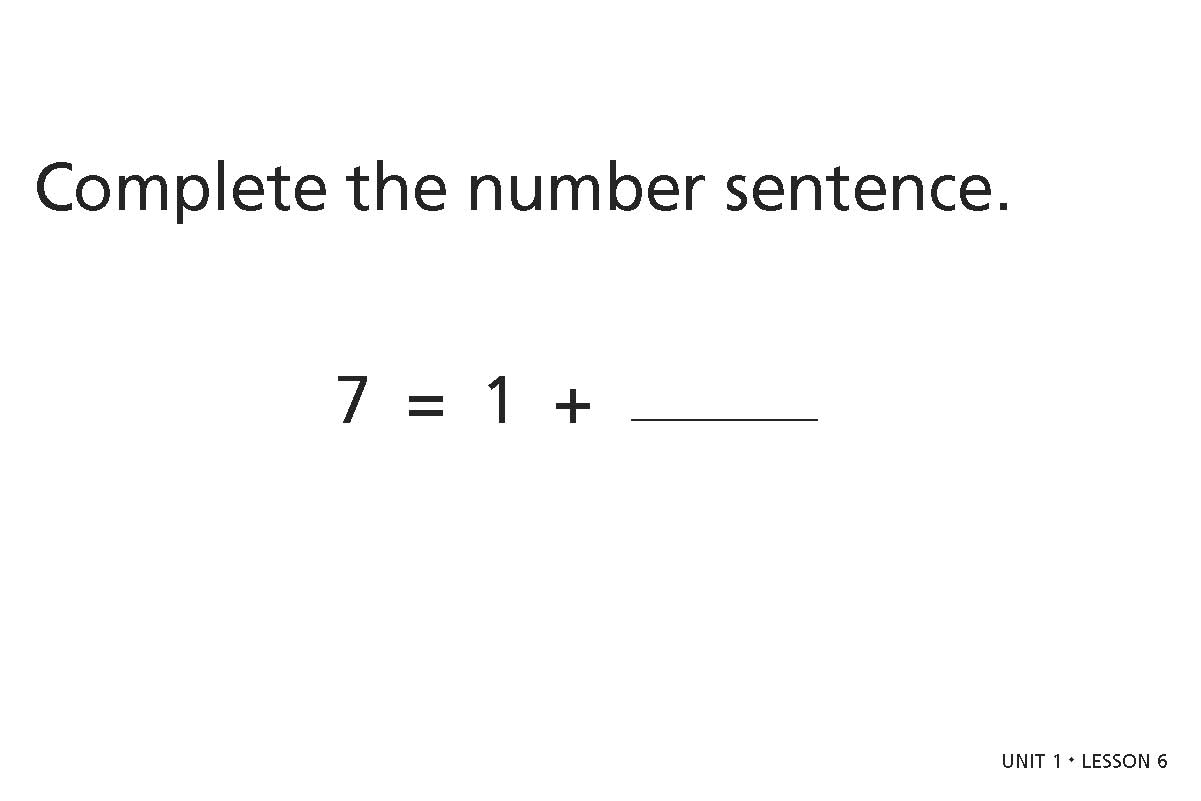 Complete the number sentence.
7 = 1 + ______
UNIT 1 • LESSON 6